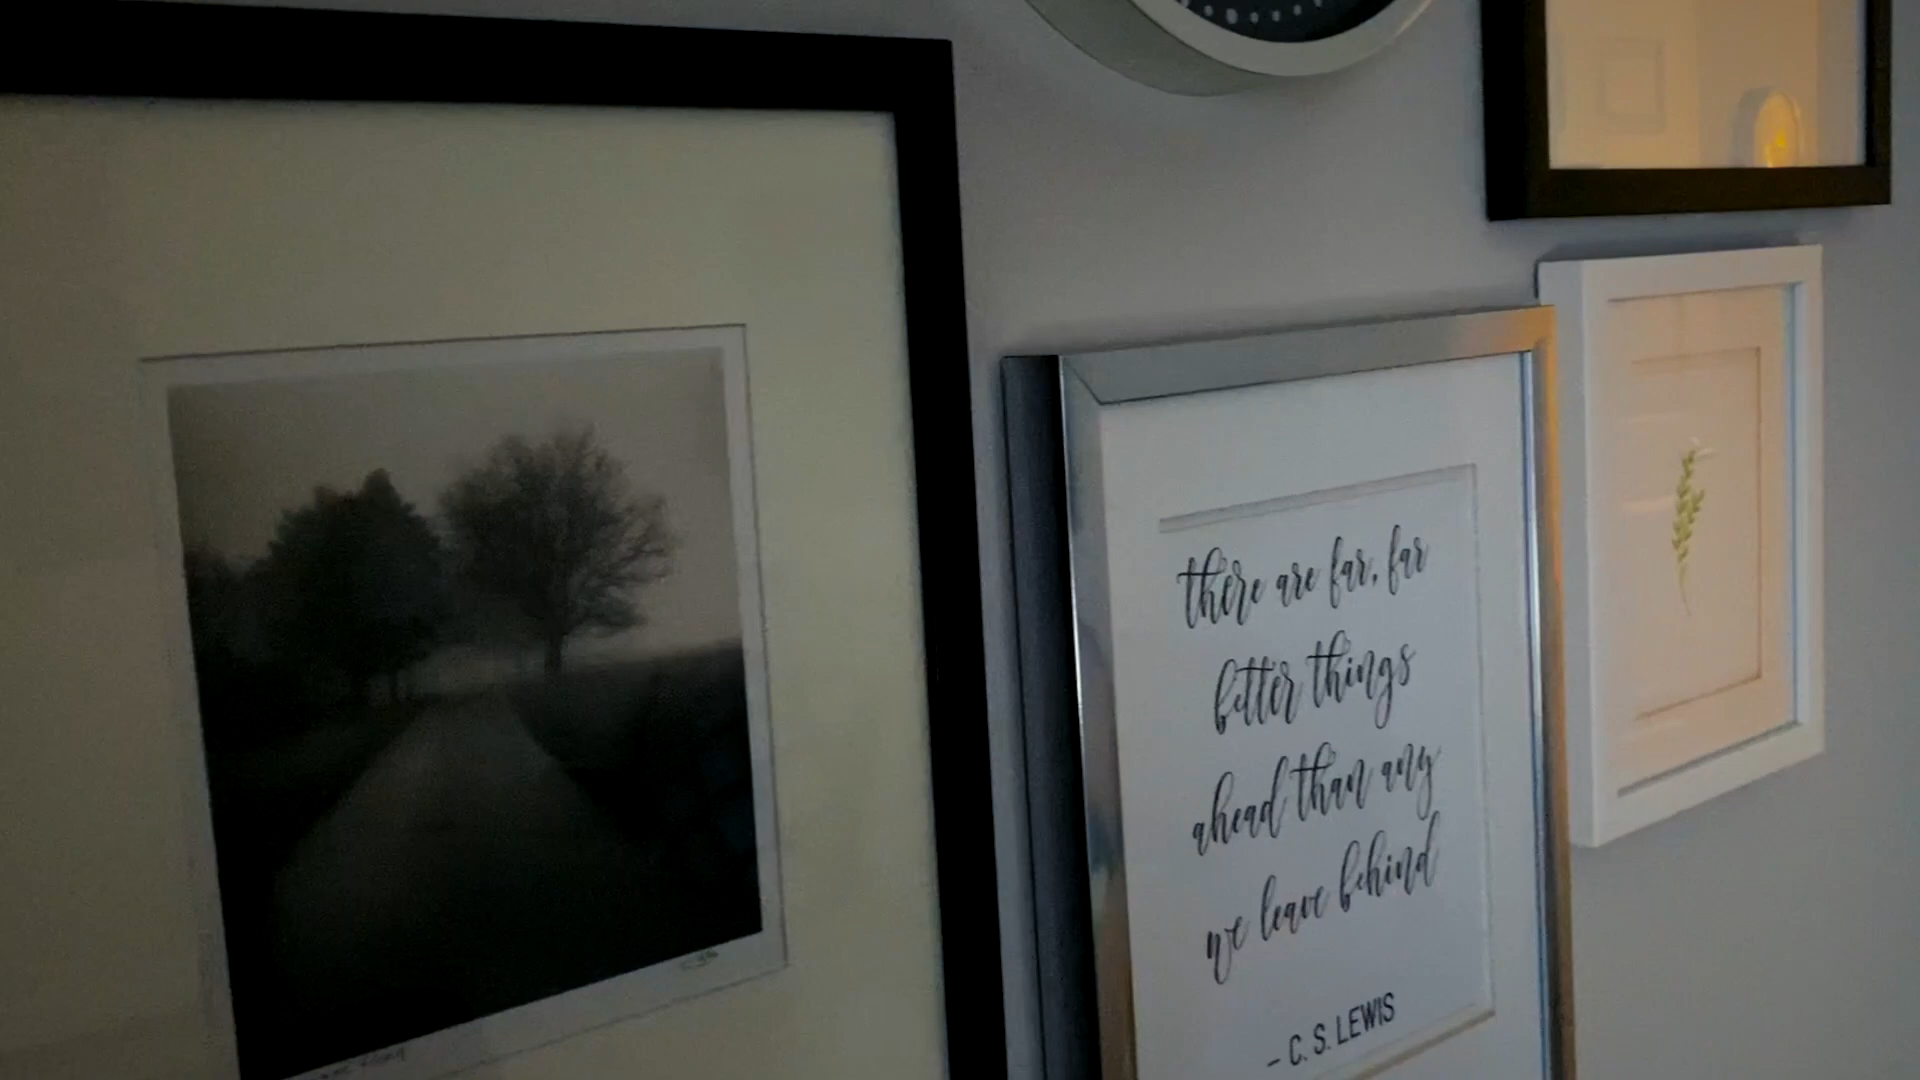 there are far, far
better things
ahead than any
we leave behind
– C. S. LEWIS